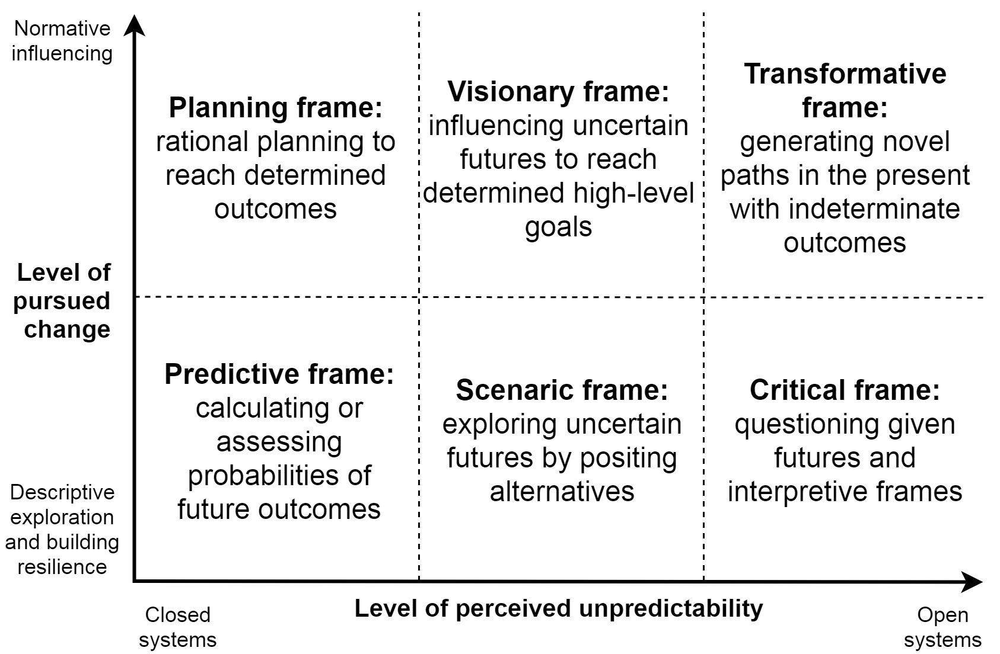 Normative
influencing
Planning frame:
rational planning to
reach determined
outcomes
Visionary frame:
influencing uncertain
futures to reach
determined high-level
goals
Transformative
frame:
generating novel
paths in the present
with indeterminate
outcomes
Level of
pursued
change
Predictive frame:
calculating or
assessing
probabilities of
future outcomes
Scenaric frame:
exploring uncertain
futures by positing
alternatives
Critical frame:
questioning given
futures and
interpretive frames
Descriptive
exploration
and building
resilience
Closed
systems
Level of perceived unpredictability
Open
systems